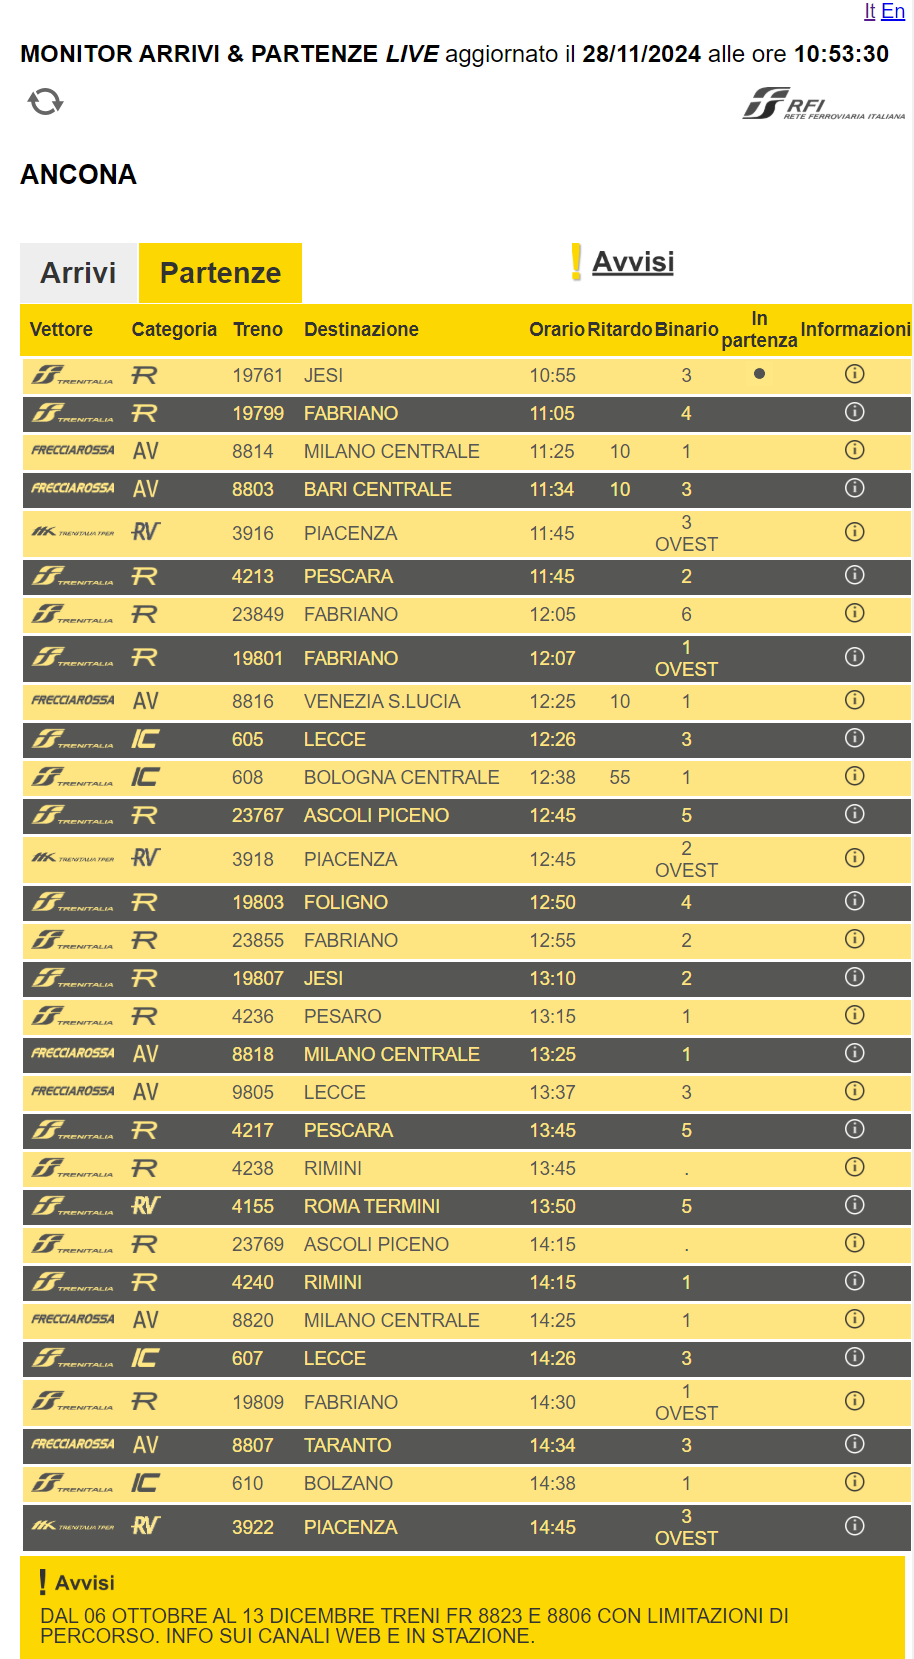 It En
MONITOR ARRIVI & PARTENZE LIVE aggiornato il 28/11/2024 alle ore 10:53:30
RFI
RETE FERROVIARIA ITALIANA
ANCONA
Arrivi Partenze ! Avvisi
Vettore Categoria Treno Destinazione Orario Ritardo Binario In partenza Informazioni
TRENITALIA R 19761 JESI 10:55 3
TRENITALIA R 19799 FABRIANO 11:05 4
FRECCIAROSSA AV 8814 MILANO CENTRALE 11:25 10 1
FRECCIAROSSA AV 8803 BARI CENTRALE 11:34 10 3
TRENITALIA TPER RV 3916 PIACENZA 11:45 3 OVEST
TRENITALIA R 4213 PESCARA 11:45 2
TRENITALIA R 23849 FABRIANO 12:05 6
TRENITALIA R 19801 FABRIANO 12:07 1 OVEST
FRECCIAROSSA AV 8816 VENEZIA S.LUCIA 12:25 10 1
TRENITALIA IC 605 LECCE 12:26 3
TRENITALIA IC 608 BOLOGNA CENTRALE 12:38 55 1
TRENITALIA R 23767 ASCOLI PICENO 12:45 5
TRENITALIA TPER RV 3918 PIACENZA 12:45 2 OVEST
TRENITALIA R 19803 FOLIGNO 12:50 4
TRENITALIA R 23855 FABRIANO 12:55 2
TRENITALIA R 19807 JESI 13:10 2
TRENITALIA R 4236 PESARO 13:15 1
FRECCIAROSSA AV 8818 MILANO CENTRALE 13:25 1
FRECCIAROSSA AV 9805 LECCE 13:37 3
TRENITALIA R 4217 PESCARA 13:45 5
TRENITALIA R 4238 RIMINI 13:45 .
TRENITALIA RV 4155 ROMA TERMINI 13:50 5
TRENITALIA R 23769 ASCOLI PICENO 14:15 .
TRENITALIA R 4240 RIMINI 14:15 1
FRECCIAROSSA AV 8820 MILANO CENTRALE 14:25 1
TRENITALIA IC 607 LECCE 14:26 3
TRENITALIA R 19809 FABRIANO 14:30 1 OVEST
FRECCIAROSSA AV 8807 TARANTO 14:34 3
TRENITALIA IC 610 BOLZANO 14:38 1
TRENITALIA TPER RV 3922 PIACENZA 14:45 3 OVEST
! Avvisi
DAL 06 OTTOBRE AL 13 DICEMBRE TRENI FR 8823 E 8806 CON LIMITAZIONI DI
PERCORSO. INFO SUI CANALI WEB E IN STAZIONE.